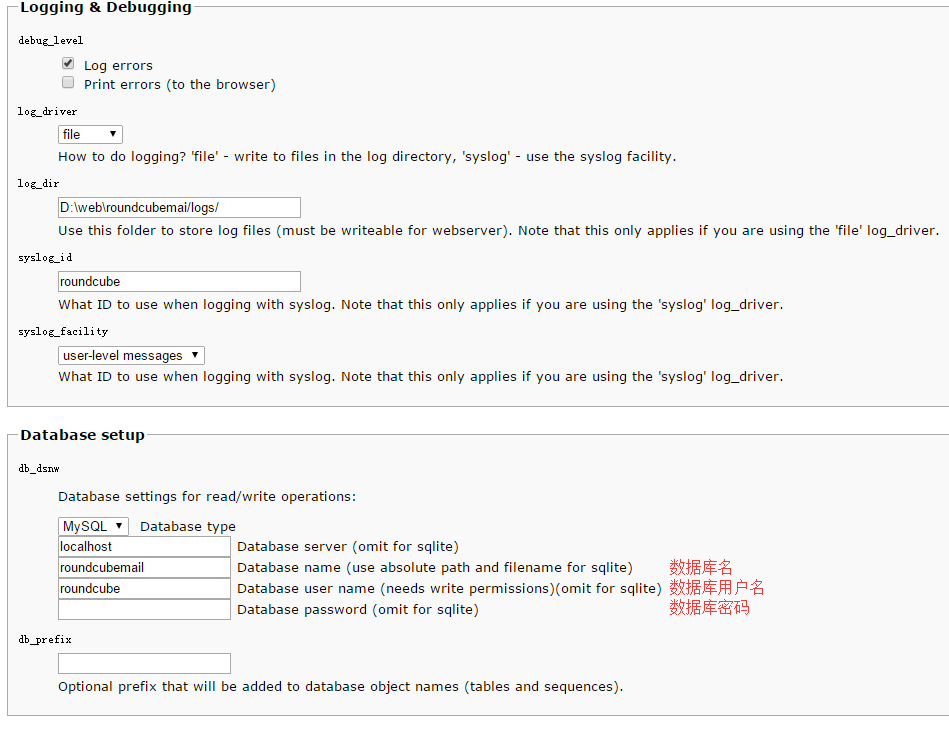 Logging & Debugging
debug_level
Log errors
Print errors (to the browser)
log_driver
file
How to do logging? 'file' - write to files in the log directory, 'syslog' - use the syslog facility.
log_dir
D:\web\roundcubemai/logs/
Use this folder to store log files (must be writeable for webserver). Note that this only applies if you are using the 'file' log_driver.
syslog_id
roundcube
What ID to use when logging with syslog. Note that this only applies if you are using the 'syslog' log_driver.
syslog_facility
user-level messages
What ID to use when logging with syslog. Note that this only applies if you are using the 'syslog' log_driver.
Database setup
db_dsnw
Database settings for read/write operations:
MySQL Database type
localhost Database server (omit for sqlite)
roundcubemail Database name (use absolute path and filename for sqlite) 数据库名
roundcube Database user name (needs write permissions)(omit for sqlite) 数据库用户名
Database password (omit for sqlite) 数据库密码
db_prefix
Optional prefix that will be added to database object names (tables and sequences).